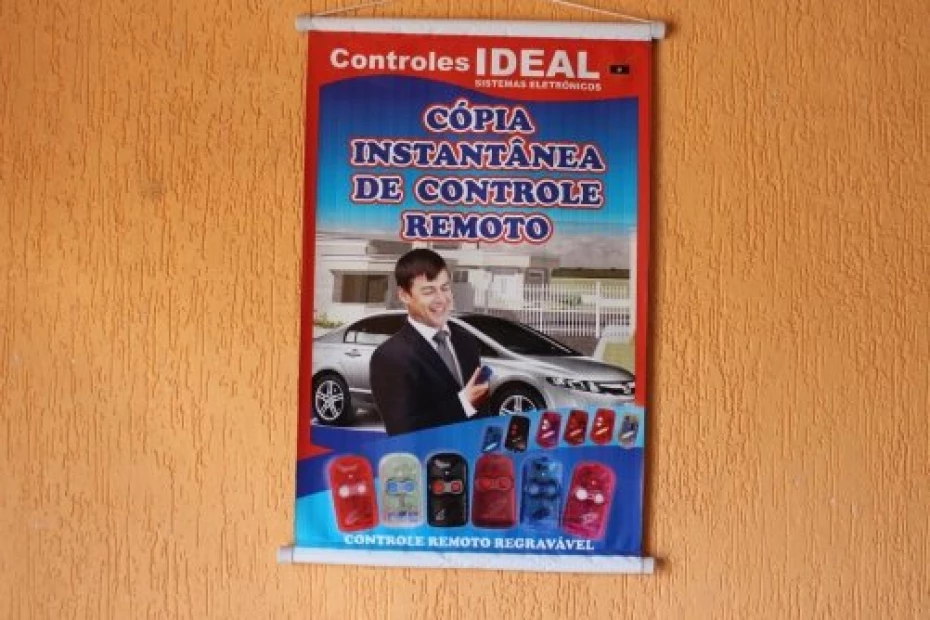 Controles IDEAL
SISTEMAS ELETRÔNICOS
CÓPIA
INSTANTÂNEA
DE CONTROLE
REMOTO
CONTROLE REMOTO REGRAVÁVEL